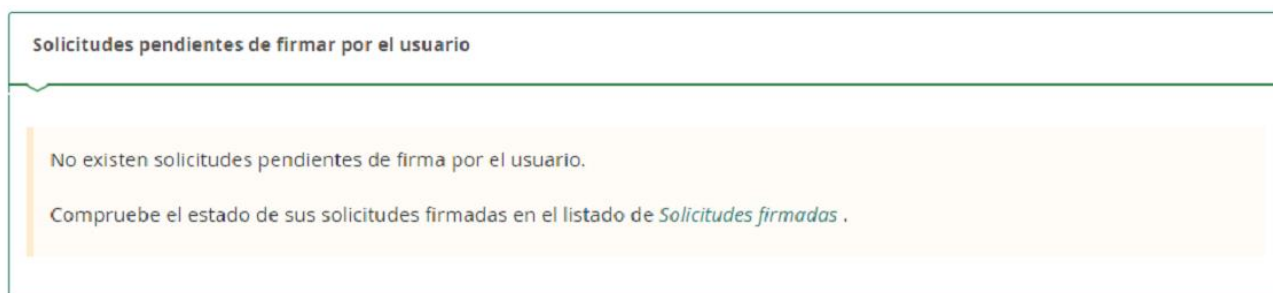 Solicitudes pendientes de firmar por el usuario
No existen solicitudes pendientes de firma por el usuario.
Compruebe el estado de sus solicitudes firmadas en el listado de Solicitudes firmadas .